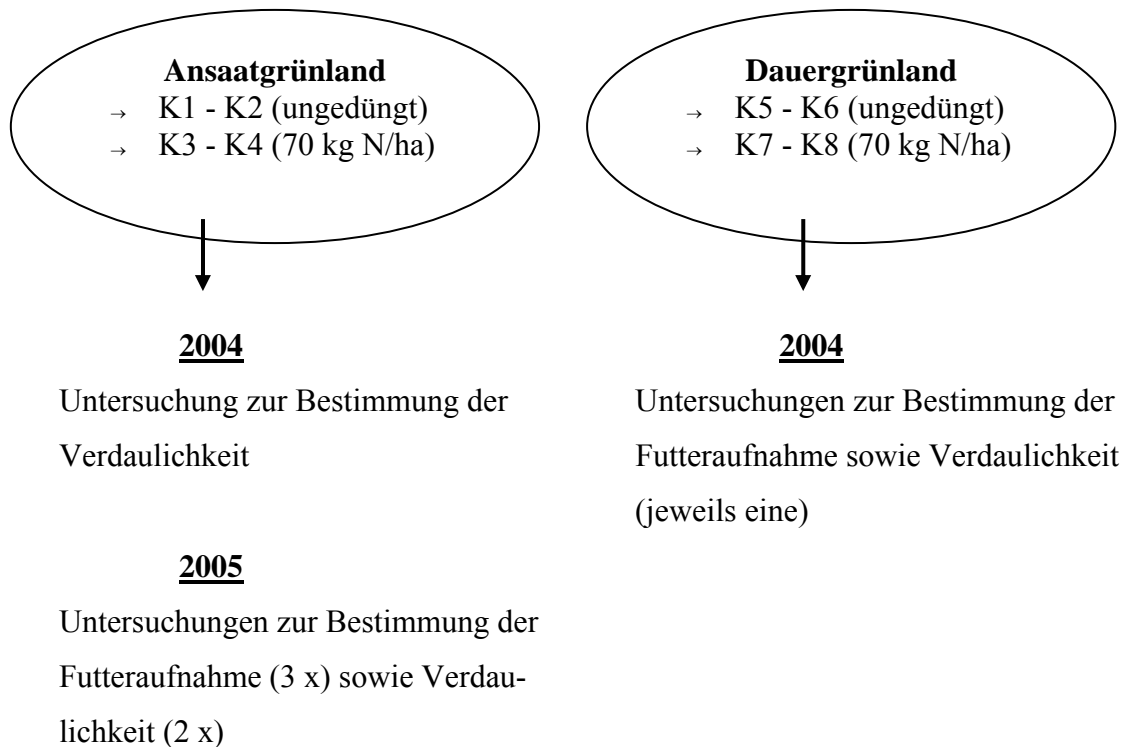 Ansaatgrünland
→ K1 - K2 (ungedüngt)
→ K3 - K4 (70 kg N/ha)
2004
Untersuchung zur Bestimmung der
Verdaulichkeit
2005
Untersuchungen zur Bestimmung der
Futteraufnahme (3 x) sowie Verdau-
lichkeit (2 x)
Dauergrünland
→ K5 - K6 (ungedüngt)
→ K7 - K8 (70 kg N/ha)
2004
Untersuchungen zur Bestimmung der
Futteraufnahme sowie Verdaulichkeit
(jeweils eine)